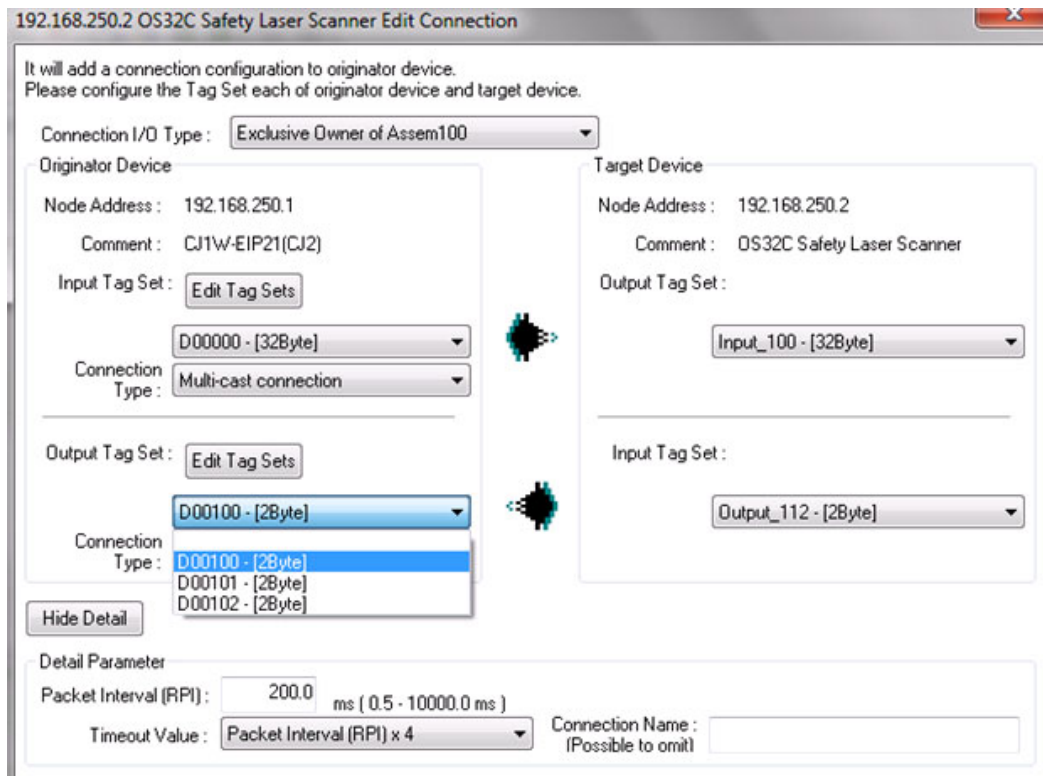 192.168.250.2 OS32C Safety Laser Scanner Edit Connection
It will add a connection configuration to originator device.
Please configure the Tag Set each of originator device and target device.
Connection I/O Type : Exclusive Owner of Assem100
Originator Device
Node Address : 192.168.250.1
Comment : CJ1W-EIP21(CJ2)
Input Tag Set : Edit Tag Sets
D00000 - [32Byte]
Connection Type : Multi-cast connection
Output Tag Set : Edit Tag Sets
D00100 - [2Byte]
Connection Type :
D00100 - [2Byte]
D00101 - [2Byte]
D00102 - [2Byte]
Target Device
Node Address : 192.168.250.2
Comment : OS32C Safety Laser Scanner
Output Tag Set :
Input_100 - [32Byte]
Input Tag Set :
Output_112 - [2Byte]
Hide Detail
Detail Parameter
Packet Interval (RPI) : 200.0 ms ( 0.5 - 10000.0 ms )
Timeout Value : Packet Interval (RPI) x 4
Connection Name :
(Possible to omit)